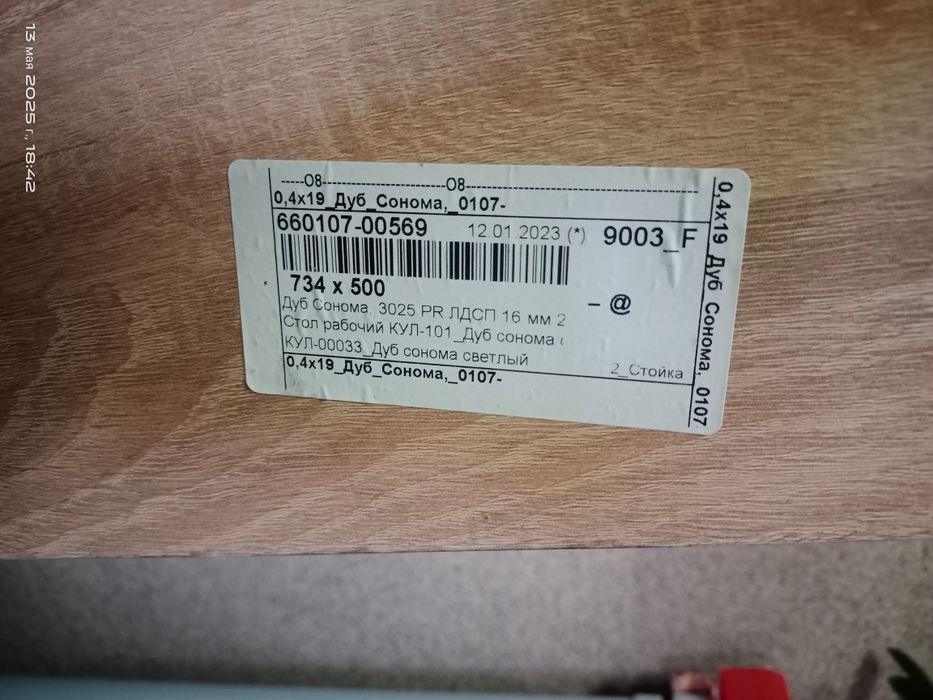 13 мая 2025 г., 18:42
-----O8----------------------O8------------------------------------------
0,4x19_Дуб_Сонома,_0107-
660107-00569 12.01.2023 (*) 9003_F
734 x 500
– @
Дуб Сонома, 3025 PR ЛДСП 16 мм 2
Стол рабочий КУЛ-101_Дуб сонома
КУЛ-00033_Дуб сонома светлый
2_Стойка
0,4x19_Дуб_Сонома,_0107-
0,4x19_Дуб_Сонома,_0107